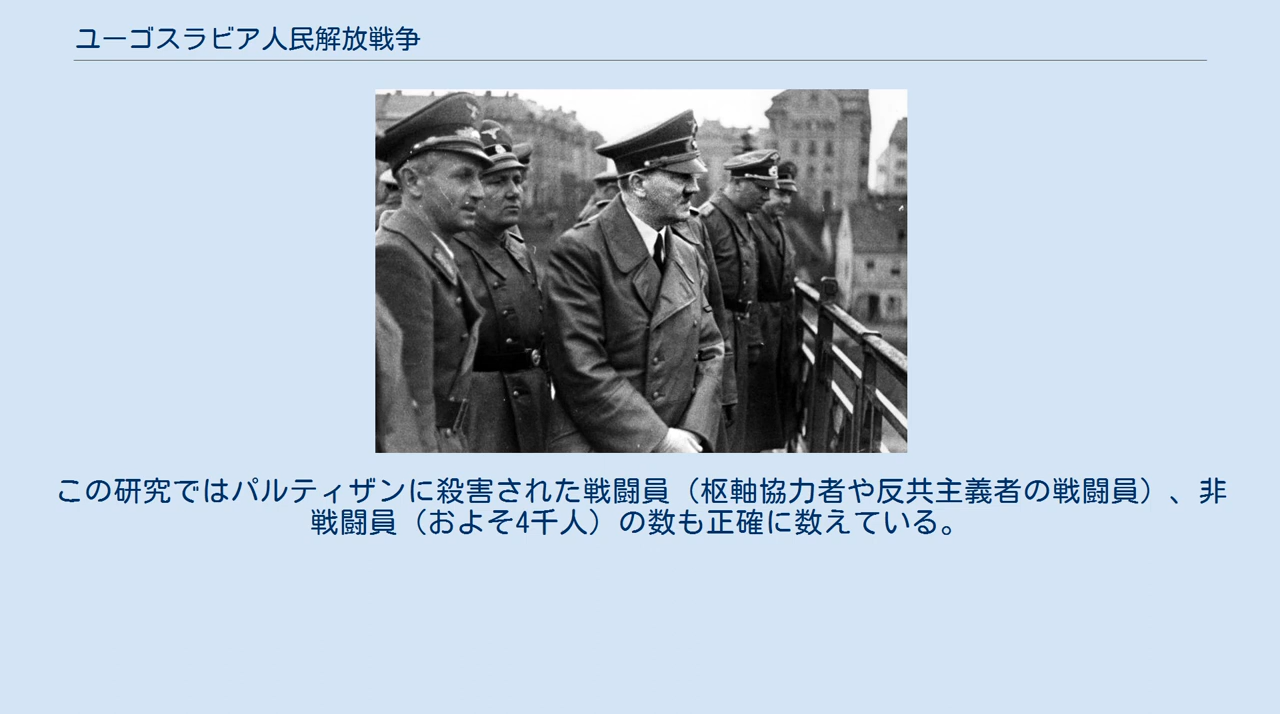 ユーゴスラビア人民解放戦争
この研究ではパルティザンに殺害された戦闘員（枢軸協力者や反共主義者の戦闘員）、非
戦闘員（およそ4千人）の数も正確に数えている。